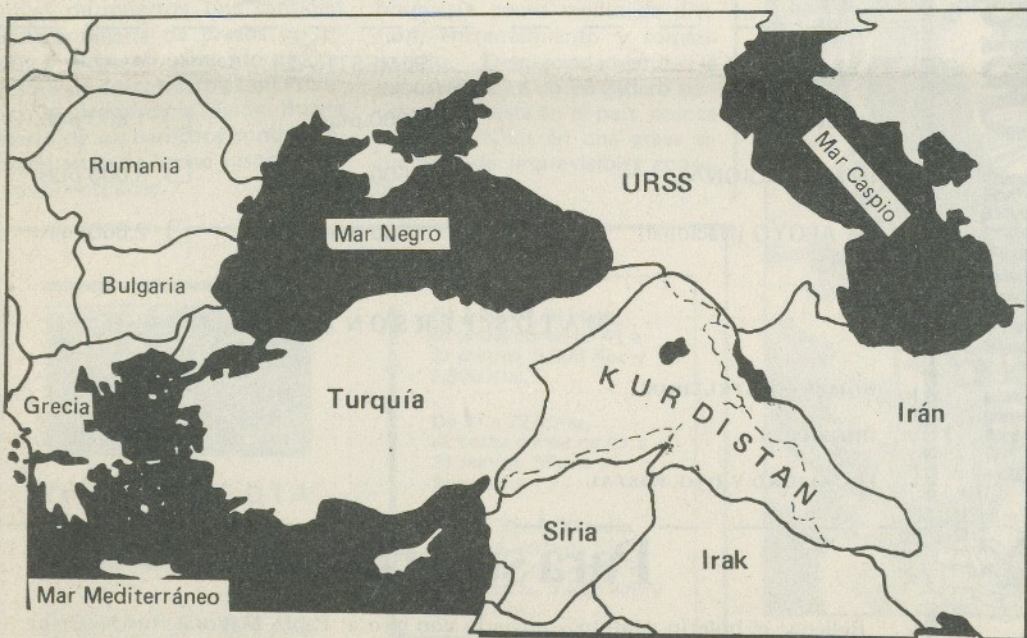 Rumania
URSS
Mar Caspio
Mar Negro
Bulgaria
KURDISTAN
Grecia
Turquía
Irán
Siria
Irak
Mar Mediterráneo